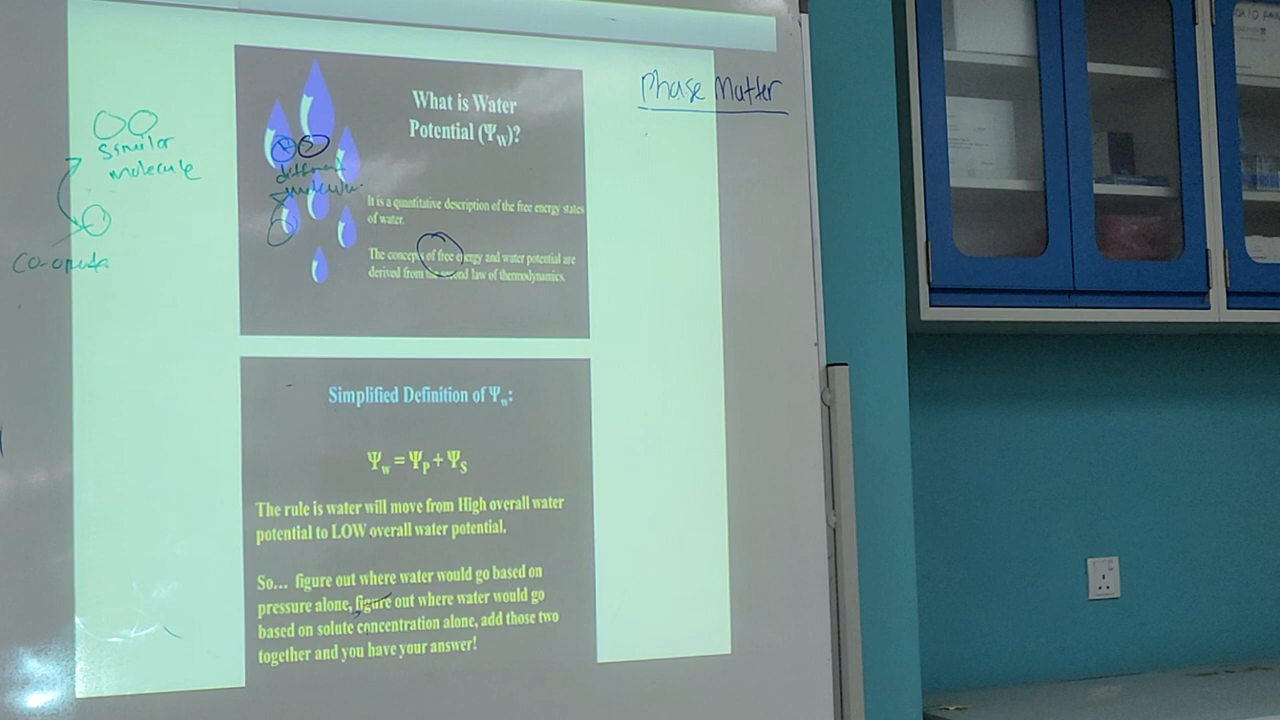 Phase Matter
What is Water
Potential (Ψw)?
similar
molecule
different
It is a quantitative description of the free energy states
of water.
The concepts of free energy and water potential are
derived from the second law of thermodynamics.
Simplified Definition of Ψw:
Ψw = ΨP + ΨS
The rule is water will move from High overall water
potential to LOW overall water potential.
So... figure out where water would go based on
pressure alone, figure out where water would go
based on solute concentration alone, add those two
together and you have your answer!